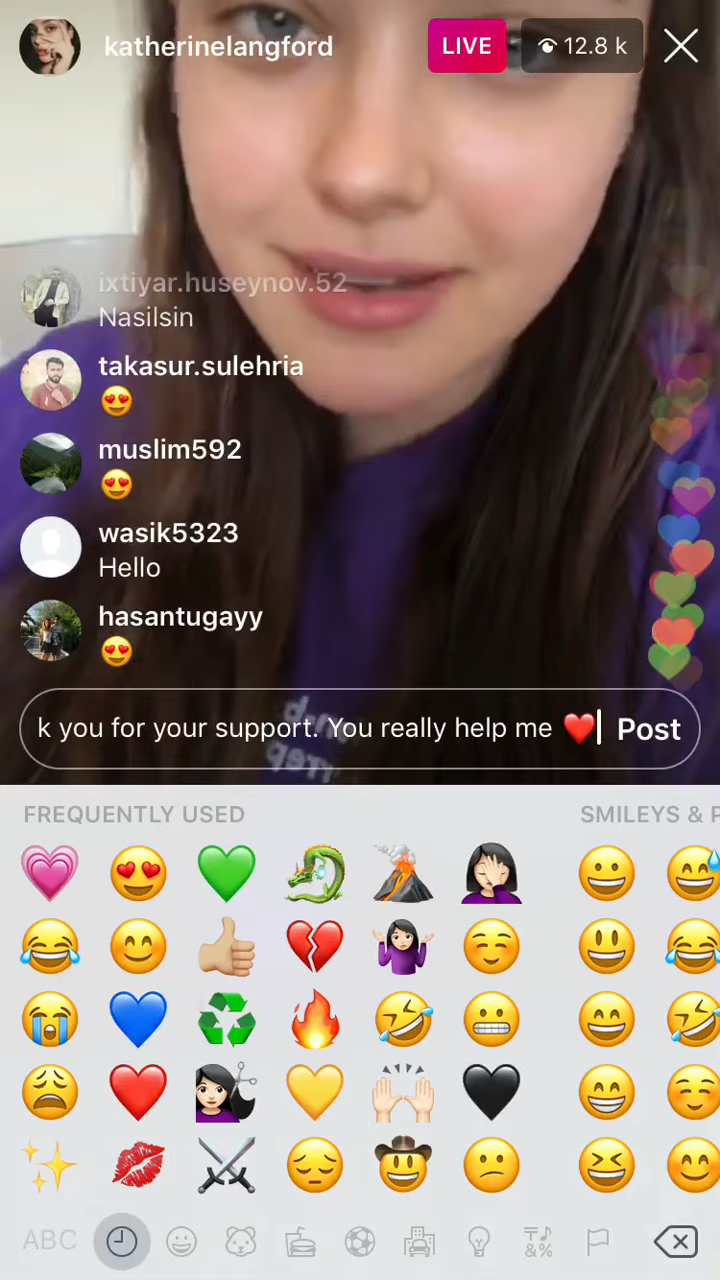 katherinelangford LIVE 12.8 k
ixtiyar.huseynov.52
Nasilsin
takasur.sulehria
😍
muslim592
😍
wasik5323
Hello
hasantugayy
😍
k you for your support. You really help me ❤️ Post
FREQUENTLY USED SMILEYS & P
ABC